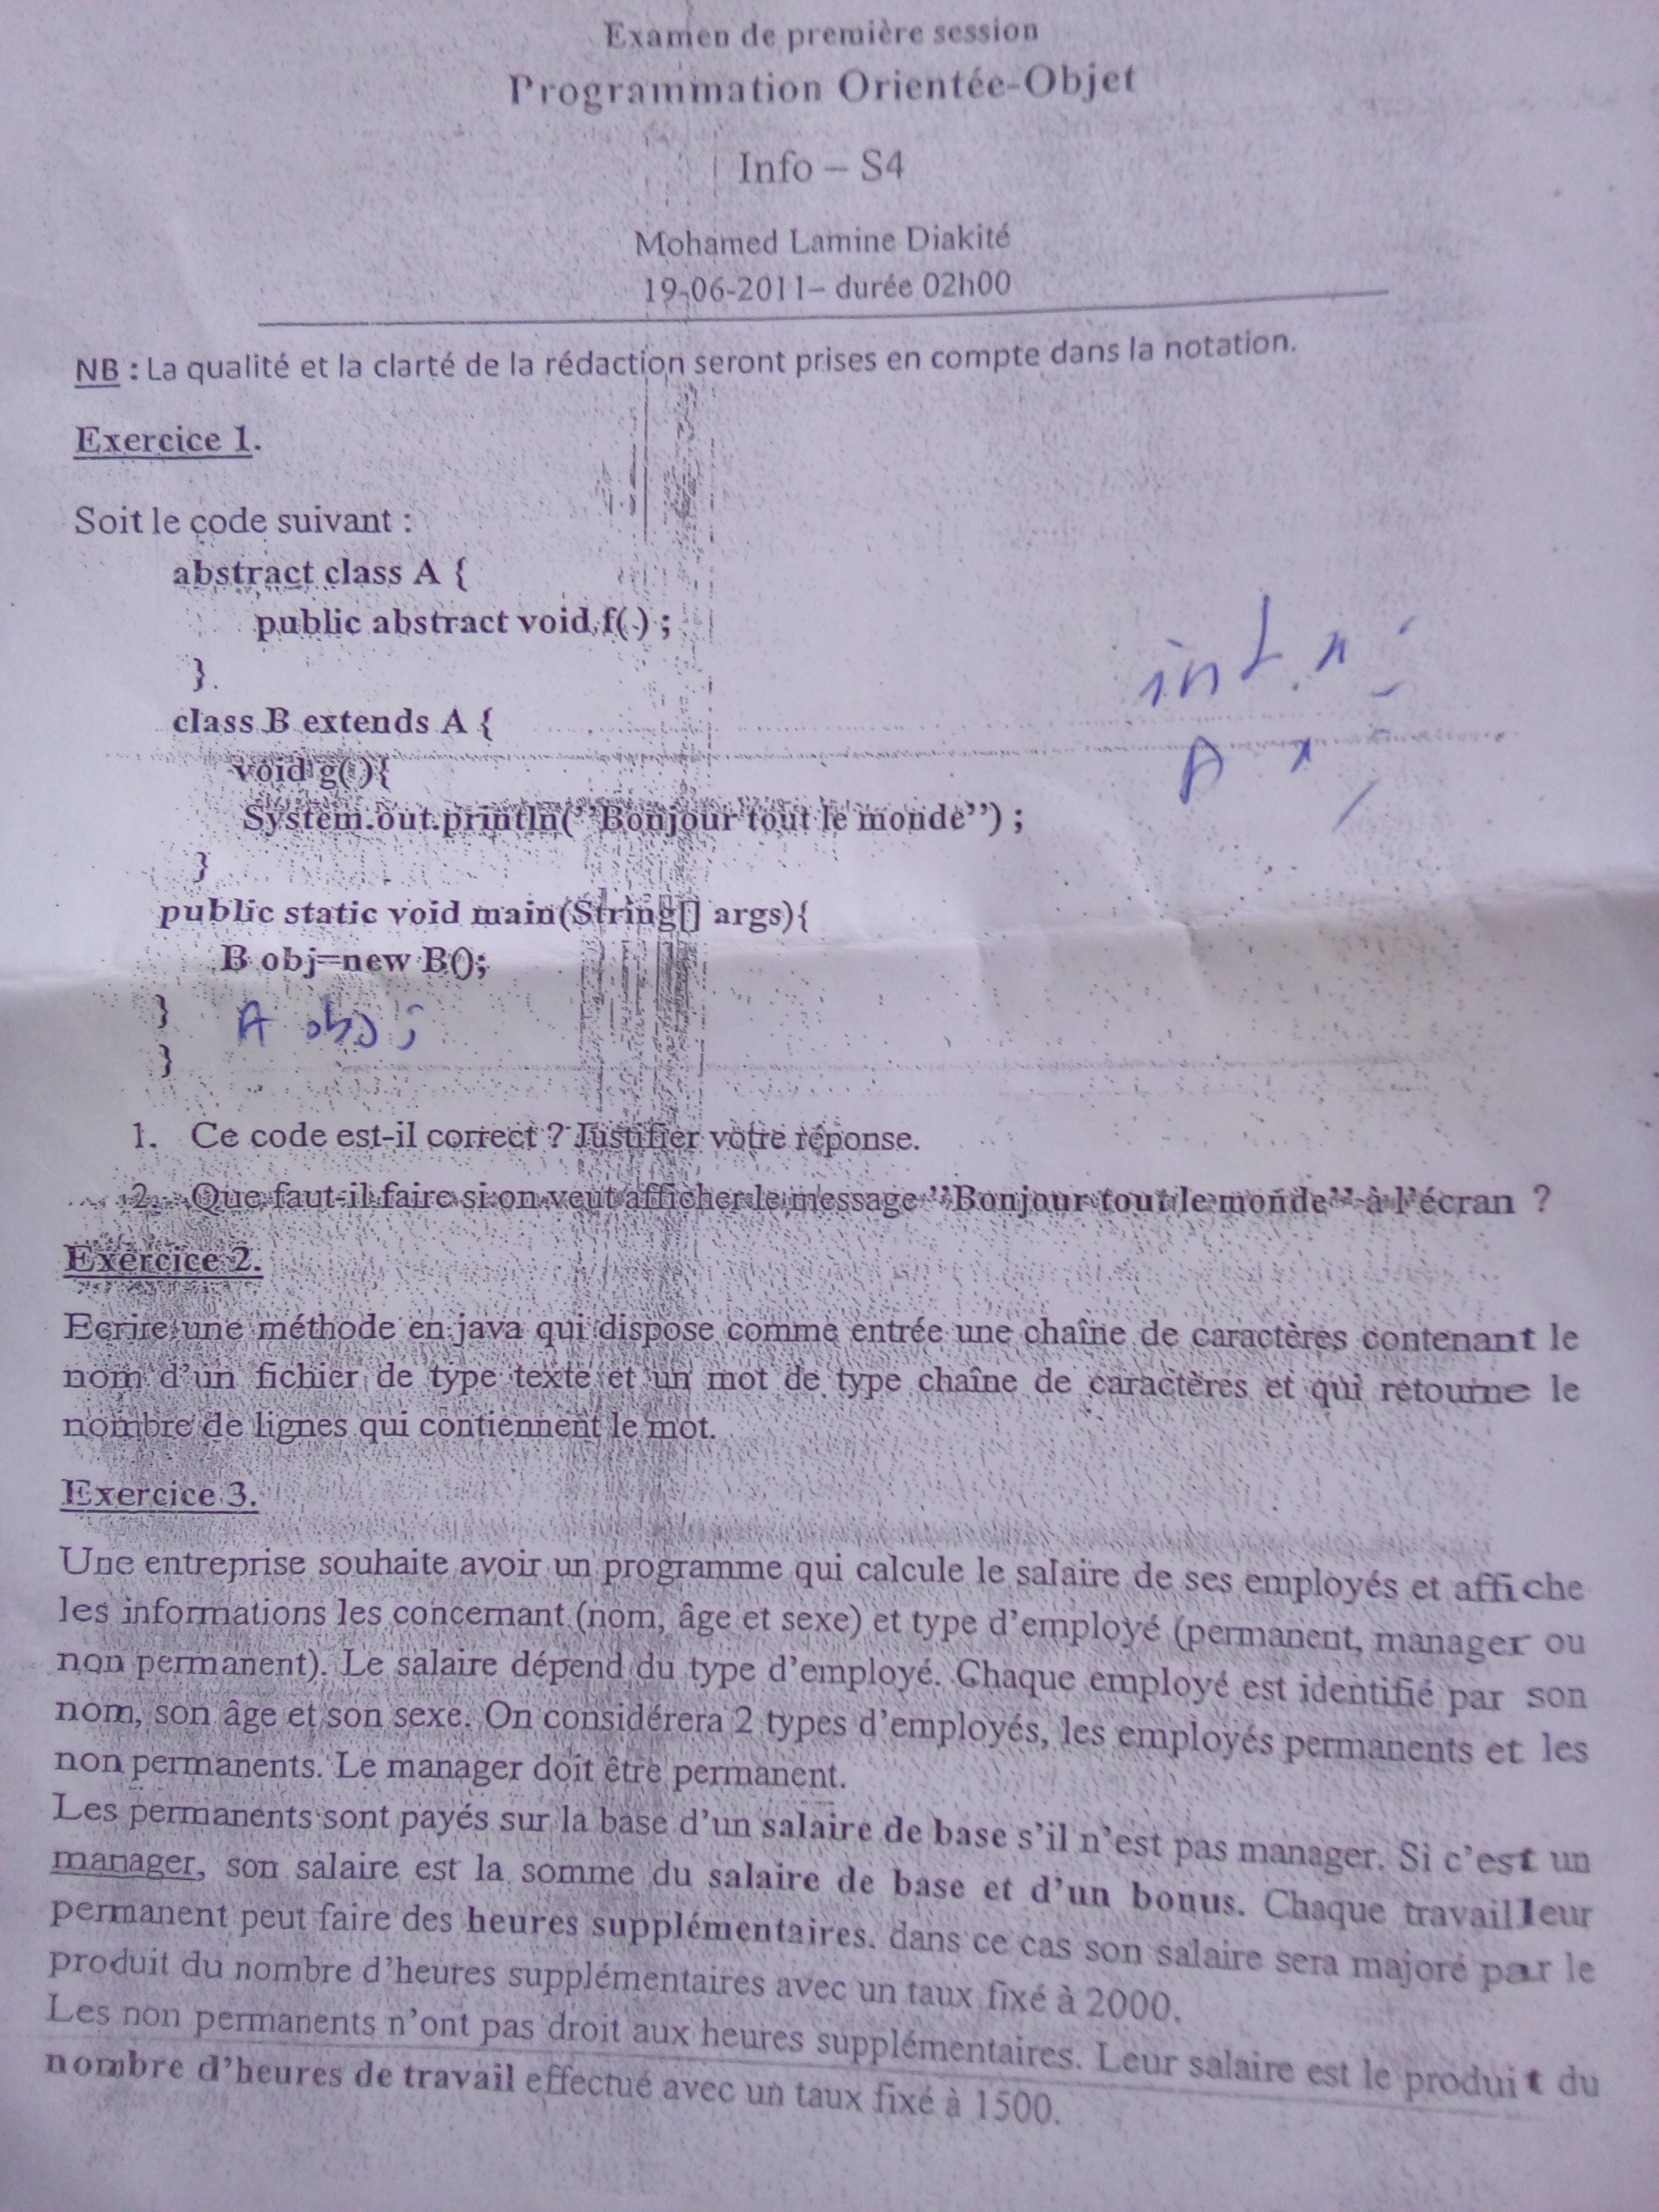 Examen de première session
Programmation Orientée-Objet
Info – S4
Mohamed Lamine Diakité
19-06-2011– durée 02h00
NB : La qualité et la clarté de la rédaction seront prises en compte dans la notation.
Exercice 1.
Soit le code suivant :
abstract class A {
public abstract void f( ) ;
}
class B extends A {
void g( ){
System.out.println(’’Bonjour tout le monde’’) ;
}
public static void main(String[] args){
B obj=new B();
}
A obj ;
}
int x ;
A x ;
1. Ce code est-il correct ? Justifier votre réponse.
2. Que faut-il faire si on veut afficher le message ’’Bonjour tout le monde’’ à l’écran ?
Exercice 2.
Ecrire une méthode en java qui dispose comme entrée une chaîne de caractères contenant le
nom d’un fichier de type texte et un mot de type chaîne de caractères et qui retourne le
nombre de lignes qui contiennent le mot.
Exercice 3.
Une entreprise souhaite avoir un programme qui calcule le salaire de ses employés et affiche
les informations les concernant (nom, âge et sexe) et type d’employé (permanent, manager ou
non permanent). Le salaire dépend du type d’employé. Chaque employé est identifié par son
nom, son âge et son sexe. On considérera 2 types d’employés, les employés permanents et les
non permanents. Le manager doit être permanent.
Les permanents sont payés sur la base d’un salaire de base s’il n’est pas manager. Si c’est un
manager, son salaire est la somme du salaire de base et d’un bonus. Chaque travailleur
permanent peut faire des heures supplémentaires. dans ce cas son salaire sera majoré par le
produit du nombre d’heures supplémentaires avec un taux fixé à 2000.
Les non permanents n’ont pas droit aux heures supplémentaires. Leur salaire est le produit du
nombre d’heures de travail effectué avec un taux fixé à 1500.